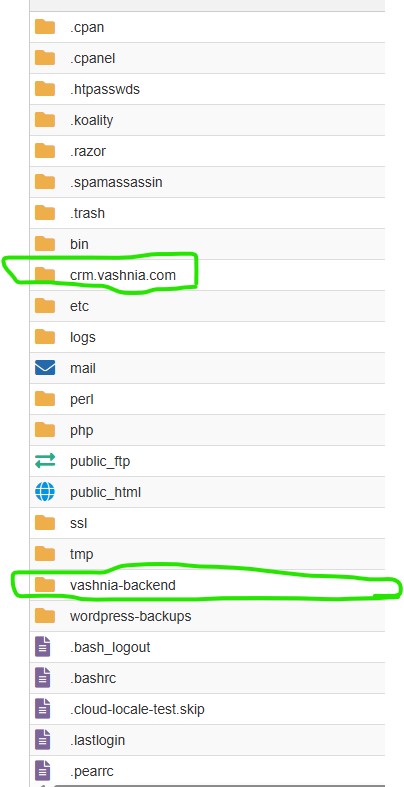 .cpan
.cpanel
.htpasswds
.koality
.razor
.spamassassin
.trash
bin
crm.vashnia.com
etc
logs
mail
perl
php
public_ftp
public_html
ssl
tmp
vashnia-backend
wordpress-backups
.bash_logout
.bashrc
.cloud-locale-test.skip
.lastlogin
.pearrc